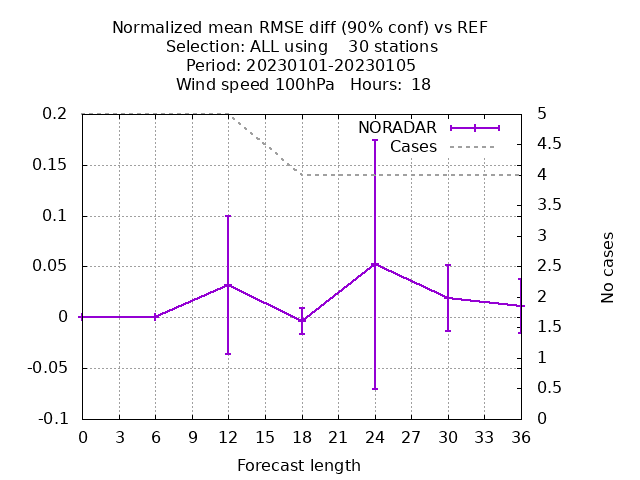 Normalized mean RMSE diff (90% conf) vs REF
Selection: ALL using    30 stations
Period: 20230101-20230105
Wind speed 100hPa   Hours:  18
NORADAR
Cases
0.2
0.15
0.1
0.05
0
-0.05
-0.1
5
4.5
4
3.5
3
2.5
2
1.5
1
0.5
0
No cases
0 3 6 9 12 15 18 21 24 27 30 33 36
Forecast length